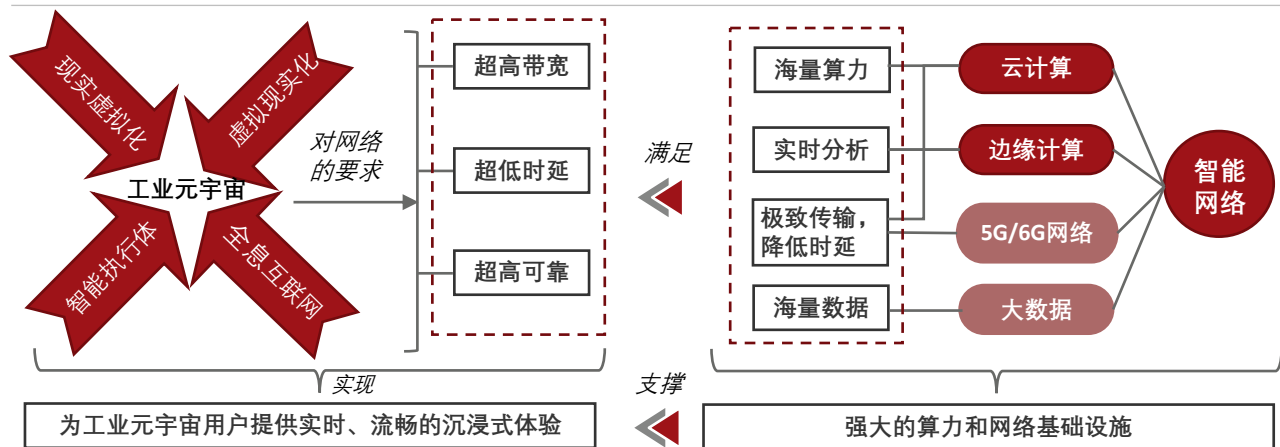 现实虚拟化
虚拟现实化
工业元宇宙
智能执行体
全息互联网
对网络
的要求
超高带宽
超低时延
超高可靠
满足
海量算力
实时分析
极致传输，
降低时延
海量数据
云计算
边缘计算
5G/6G网络
大数据
智能
网络
实现
支撑
为工业元宇宙用户提供实时、流畅的沉浸式体验
强大的算力和网络基础设施